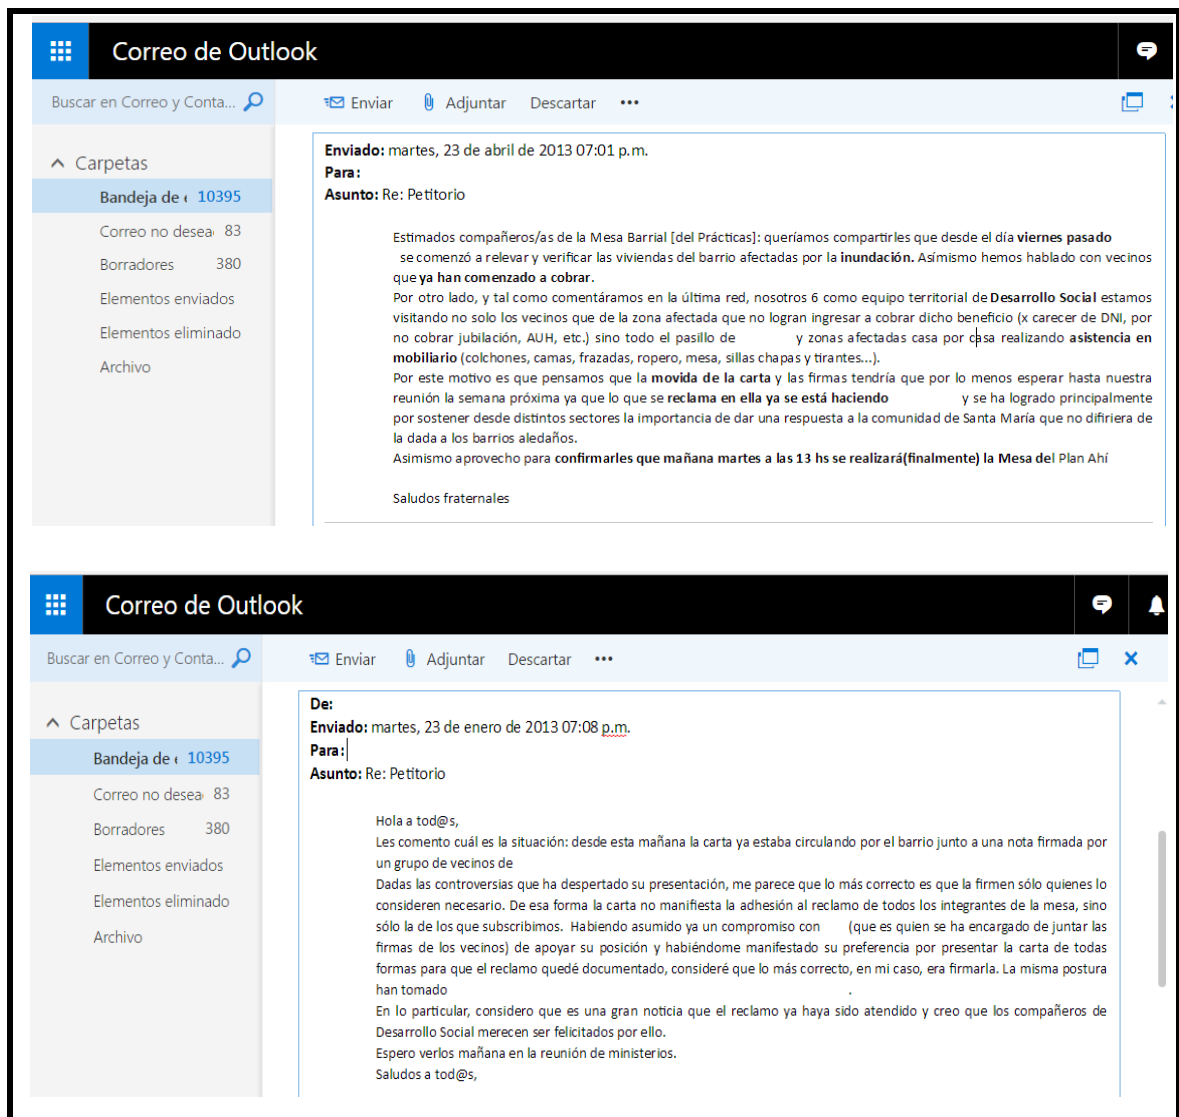 Correo de Outlook
Buscar en Correo y Conta...
Enviar Adjuntar Descartar •••
Carpetas
Bandeja de e 10395
Correo no desea 83
Borradores 380
Elementos enviados
Elementos eliminado
Archivo
Enviado: martes, 23 de abril de 2013 07:01 p.m.
Para:
Asunto: Re: Petitorio
Estimados compañeros/as de la Mesa Barrial [del Prácticas]: queríamos compartirles que desde el día viernes pasado
se comenzó a relevar y verificar las viviendas del barrio afectadas por la inundación. Asímismo hemos hablado con vecinos
que ya han comenzado a cobrar.
Por otro lado, y tal como comentáramos en la última red, nosotros 6 como equipo territorial de Desarrollo Social estamos
visitando no solo los vecinos que de la zona afectada que no logran ingresar a cobrar dicho beneficio (x carecer de DNI, por
no cobrar jubilación, AUH, etc.) sino todo el pasillo de y zonas afectadas casa por casa realizando asistencia en
mobiliario (colchones, camas, frazadas, ropero, mesa, sillas chapas y tirantes...).
Por este motivo es que pensamos que la movida de la carta y las firmas tendría que por lo menos esperar hasta nuestra
reunión la semana próxima ya que lo que se reclama en ella ya se está haciendo y se ha logrado principalmente
por sostener desde distintos sectores la importancia de dar una respuesta a la comunidad de Santa María que no difiriera de
la dada a los barrios aledaños.
Asimismo aprovecho para confirmarles que mañana martes a las 13 hs se realizará(finalmente) la Mesa del Plan Ahí
Saludos fraternales
Correo de Outlook
Buscar en Correo y Conta...
Enviar Adjuntar Descartar •••
Carpetas
Bandeja de e 10395
Correo no desea 83
Borradores 380
Elementos enviados
Elementos eliminado
Archivo
De:
Enviado: martes, 23 de enero de 2013 07:08 p.m.
Para:
Asunto: Re: Petitorio
Hola a tod@s,
Les comento cuál es la situación: desde esta mañana la carta ya estaba circulando por el barrio junto a una nota firmada por
un grupo de vecinos de
Dadas las controversias que ha despertado su presentación, me parece que lo más correcto es que la firmen sólo quienes lo
consideren necesario. De esa forma la carta no manifiesta la adhesión al reclamo de todos los integrantes de la mesa, sino
sólo la de los que subscribimos. Habiendo asumido ya un compromiso con (que es quien se ha encargado de juntar las
firmas de los vecinos) de apoyar su posición y habiéndome manifestado su preferencia por presentar la carta de todas
formas para que el reclamo quedé documentado, consideré que lo más correcto, en mi caso, era firmarla. La misma postura
han tomado .
En lo particular, considero que es una gran noticia que el reclamo ya haya sido atendido y creo que los compañeros de
Desarrollo Social merecen ser felicitados por ello.
Espero verlos mañana en la reunión de ministerios.
Saludos a tod@s,